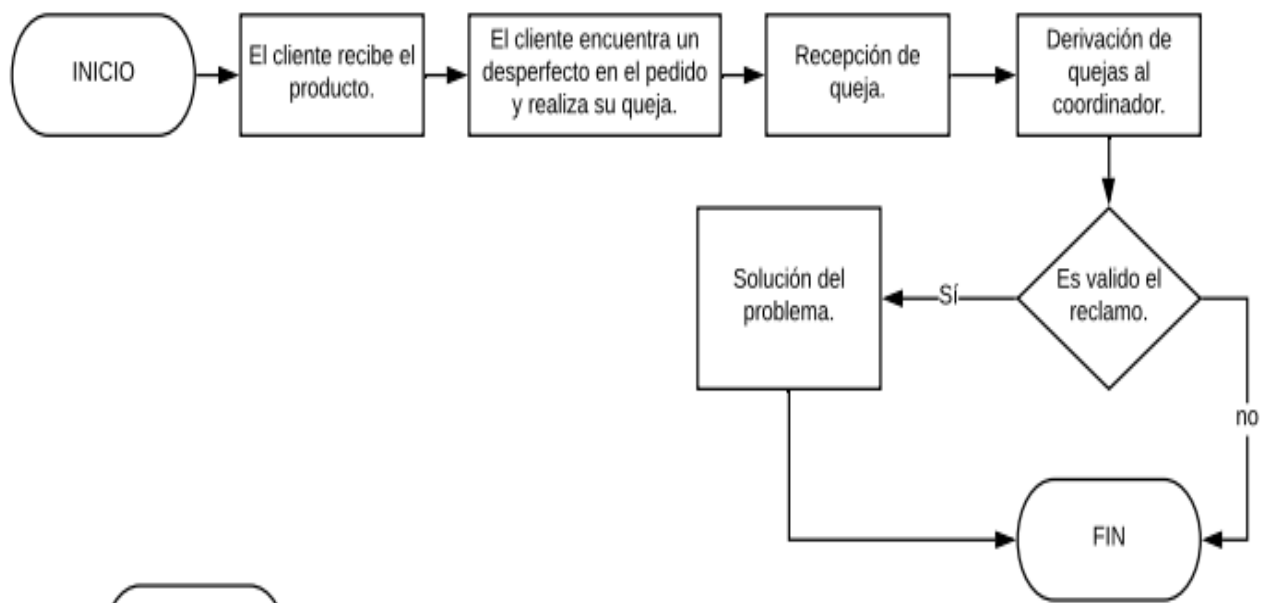 INICIO
El cliente recibe el
producto.
El cliente encuentra un
desperfecto en el pedido
y realiza su queja.
Recepción de
queja.
Derivación de
quejas al
coordinador.
Es valido el
reclamo.
Sí
Solución del
problema.
no
FIN